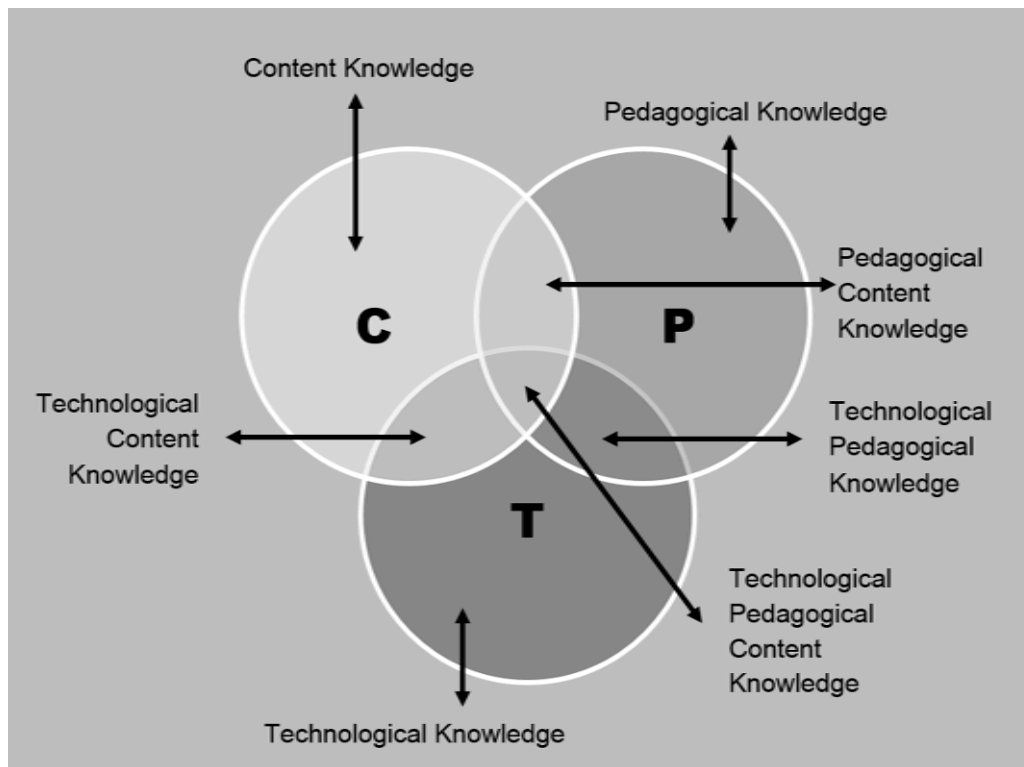 Content Knowledge
Pedagogical Knowledge
Pedagogical
Content
Knowledge
C
P
Technological
Content
Knowledge
Technological
Pedagogical
Knowledge
T
Technological
Pedagogical
Content
Knowledge
Technological Knowledge